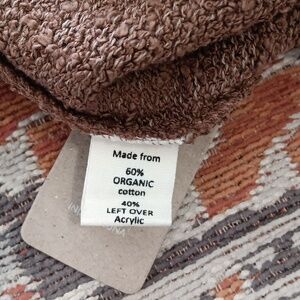 Made from
60%
ORGANIC
cotton
40%
LEFT OVER
Acrylic